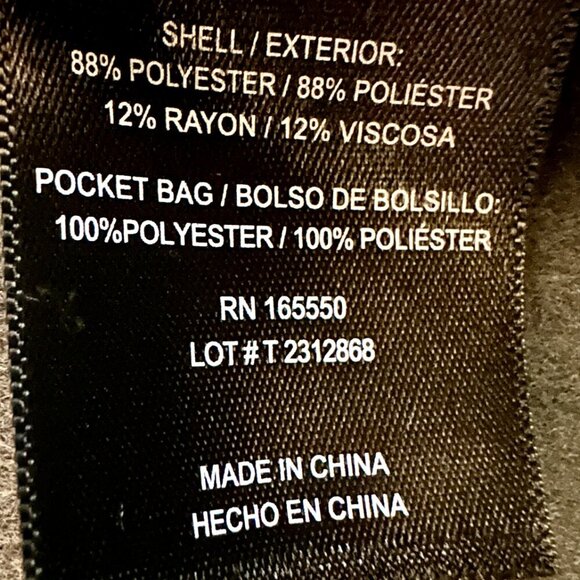 SHELL / EXTERIOR:
88% POLYESTER / 88% POLIÉSTER
12% RAYON / 12% VISCOSA
POCKET BAG / BOLSO DE BOLSILLO:
100%POLYESTER / 100% POLIÉSTER
RN 165550
LOT # T 2312868
MADE IN CHINA
HECHO EN CHINA